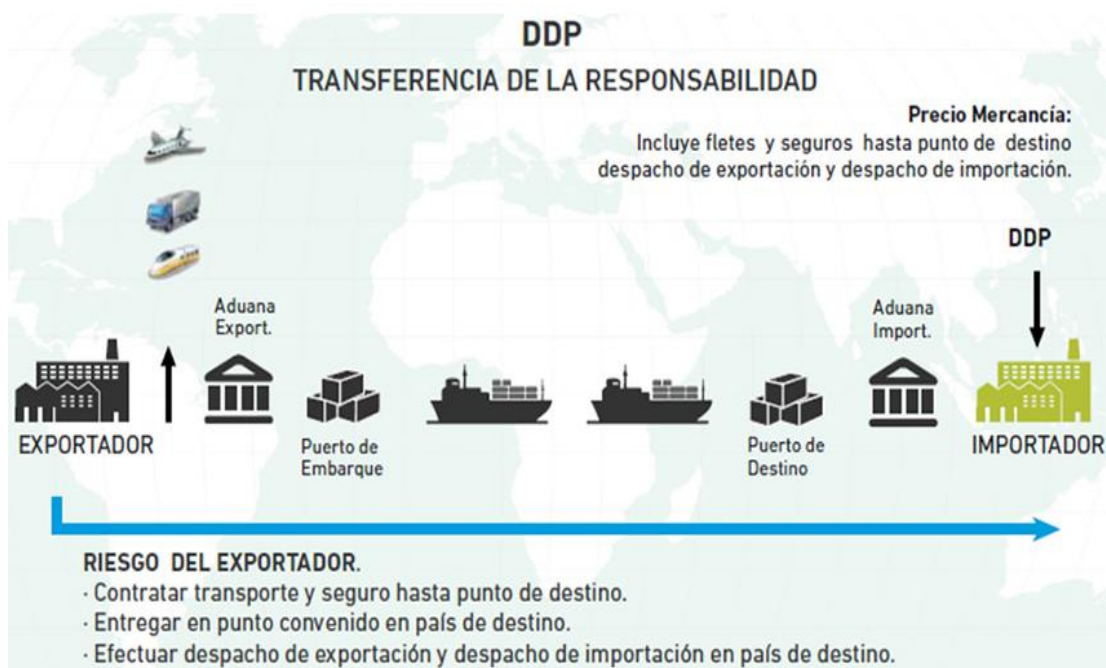 DDP
TRANSFERENCIA DE LA RESPONSABILIDAD
Precio Mercancía:
Incluye fletes y seguros hasta punto de destino
despacho de exportación y despacho de importación.
DDP
Aduana
Export.
Aduana
Import.
EXPORTADOR
Puerto de
Embarque
Puerto de
Destino
IMPORTADOR
RIESGO DEL EXPORTADOR.
· Contratar transporte y seguro hasta punto de destino.
· Entregar en punto convenido en país de destino.
· Efectuar despacho de exportación y despacho de importación en país de destino.